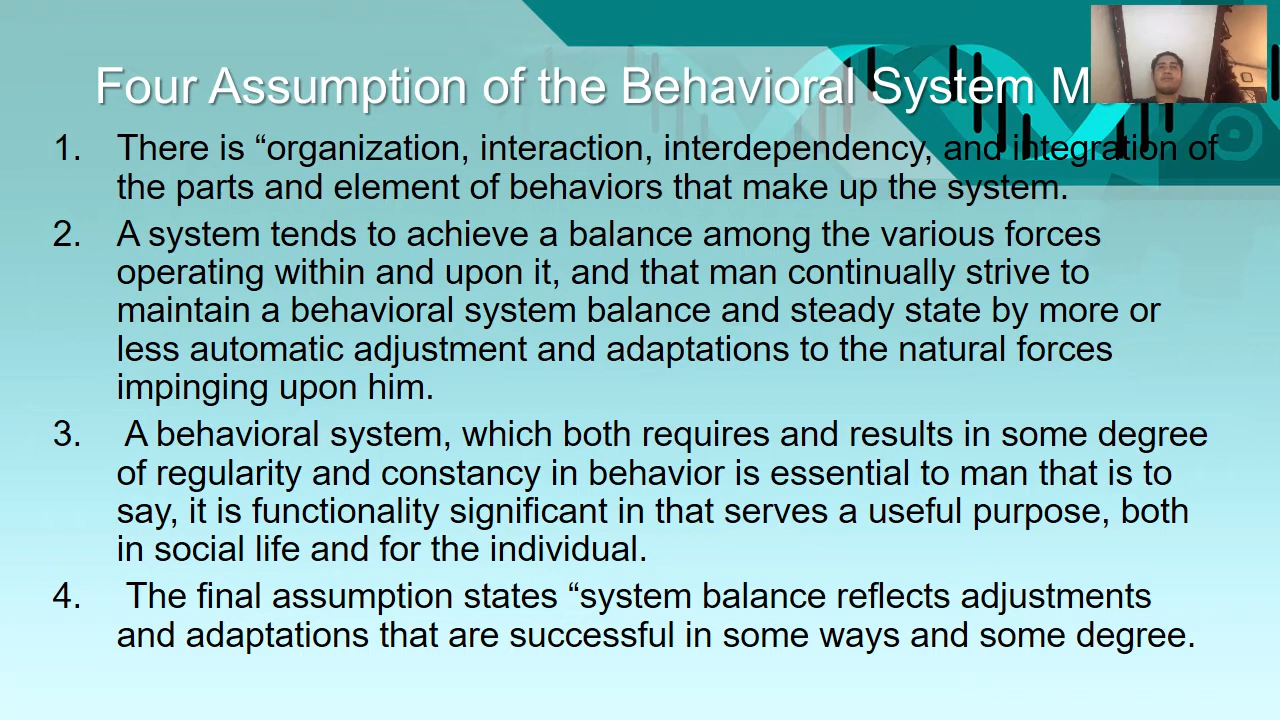 Four Assumption of the Behavioral System M
1. There is “organization, interaction, interdependency, and integration of
the parts and element of behaviors that make up the system.
2. A system tends to achieve a balance among the various forces
operating within and upon it, and that man continually strive to
maintain a behavioral system balance and steady state by more or
less automatic adjustment and adaptations to the natural forces
impinging upon him.
3. A behavioral system, which both requires and results in some degree
of regularity and constancy in behavior is essential to man that is to
say, it is functionality significant in that serves a useful purpose, both
in social life and for the individual.
4. The final assumption states “system balance reflects adjustments
and adaptations that are successful in some ways and some degree.